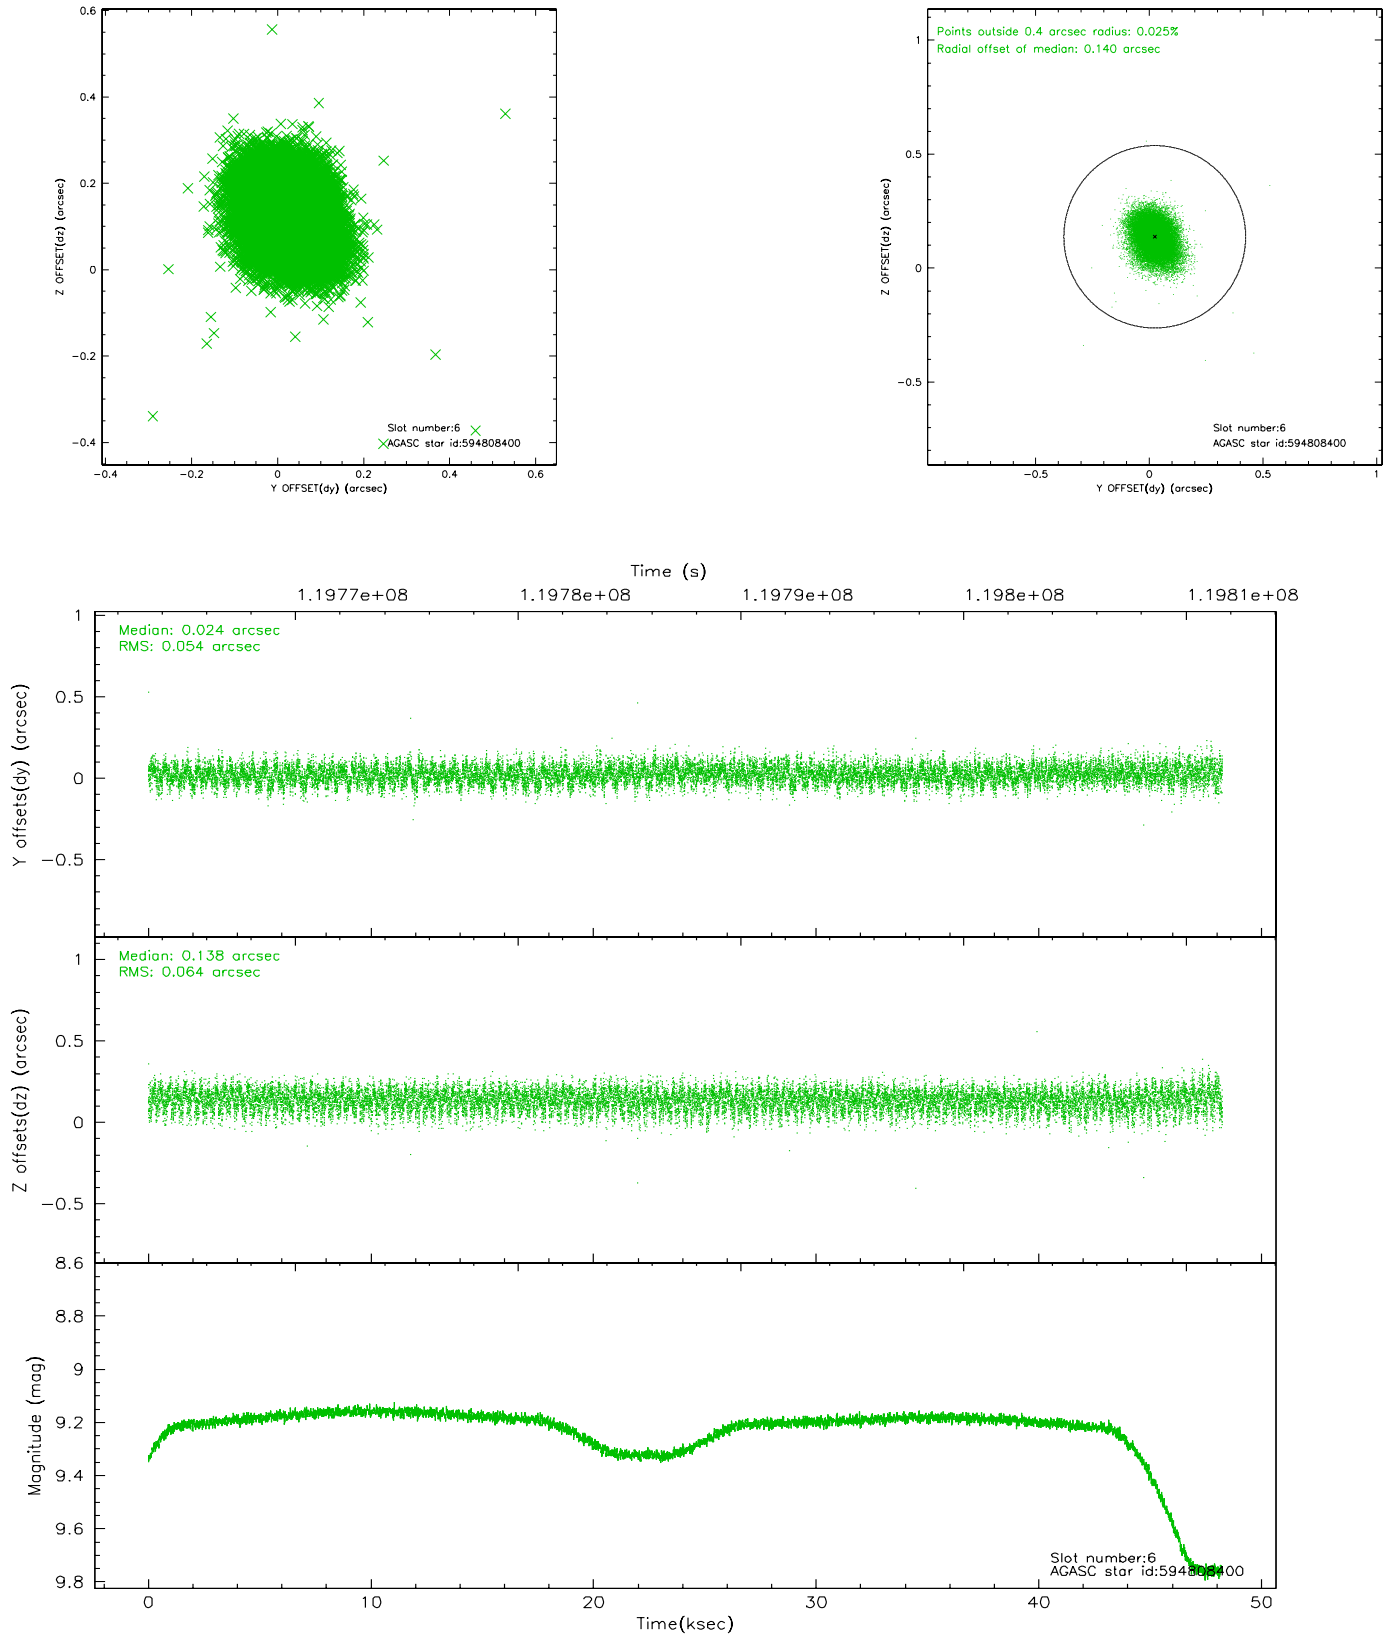 0.6
0.4
0.2
0
−0.2
−0.4
Z OFFSET(dz) (arcsec)
−0.4 −0.2 0 0.2 0.4 0.6
Y OFFSET(dy) (arcsec)
Slot number:6
AGASC star id:594808400
Points outside 0.4 arcsec radius: 0.025%
Radial offset of median: 0.140 arcsec
1
0.5
0
−0.5
Z OFFSET(dz) (arcsec)
−0.5 0 0.5 1
Y OFFSET(dy) (arcsec)
Slot number:6
AGASC star id:594808400
Time (s)
1.1977e+08 1.1978e+08 1.1979e+08 1.198e+08 1.1981e+08
Median: 0.024 arcsec
RMS: 0.054 arcsec
1
0.5
0
−0.5
Y offsets(dy) (arcsec)
Median: 0.138 arcsec
RMS: 0.064 arcsec
1
0.5
0
−0.5
Z offsets(dz) (arcsec)
8.6
8.8
9
9.2
9.4
9.6
9.8
Magnitude (mag)
Slot number:6
AGASC star id:594808400
0 10 20 30 40 50
Time(ksec)